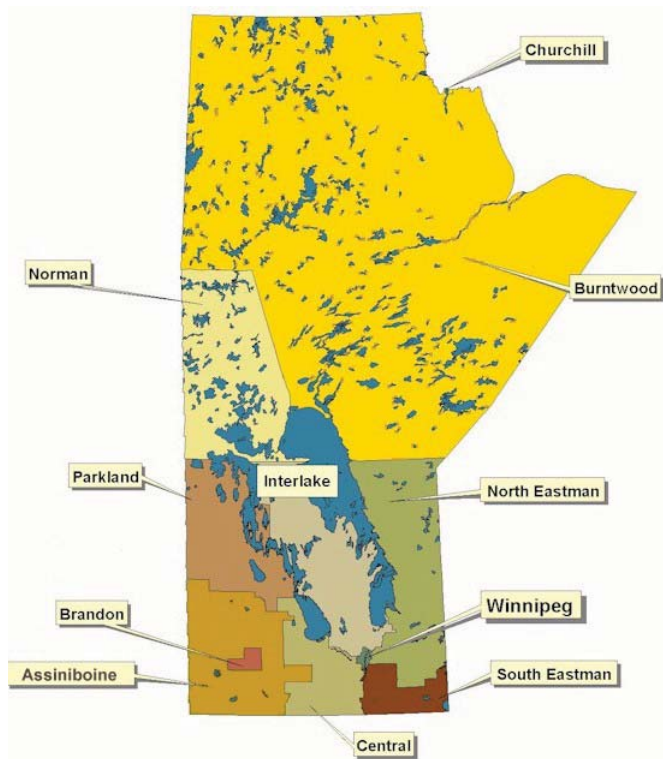 Churchill
Norman
Burntwood
Parkland
Interlake
North Eastman
Brandon
Winnipeg
Assiniboine
South Eastman
Central